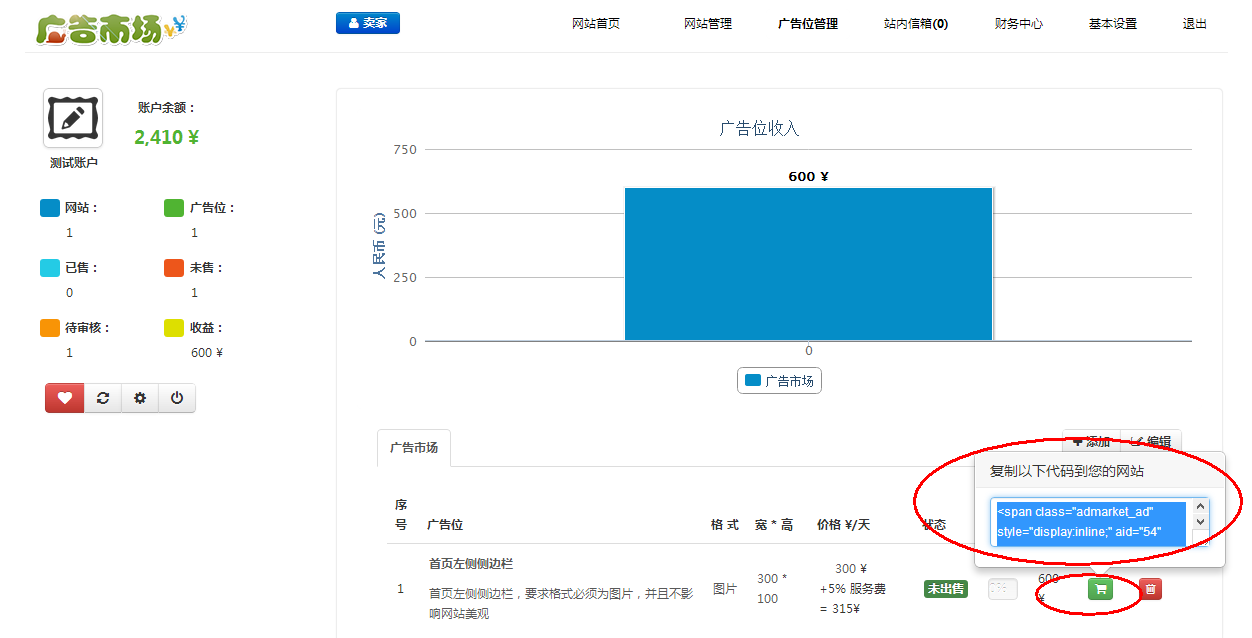 广告市场
卖家
网站首页 网站管理 广告位管理 站内信箱(0) 财务中心 基本设置 退出
账户余额：
2,410 ¥
测试账户
网站： 广告位：
1 1
已售： 未售：
0 1
待审核： 收益：
1 600 ¥
广告位收入
人民币 (元)
750
600 ¥
500
250
0
0
广告市场
广告市场
添加 编辑
复制以下代码到您的网站
<span class="admarket_ad"
style="display:inline;" aid="54"
序号 广告位 格 式 宽 * 高 价格 ¥/天 状态
1
首页左侧侧边栏
首页左侧侧边栏，要求格式必须为图片，并且不影
响网站美观
图片
300 *
100
300 ¥
+5% 服务费
= 315¥
未出售
600
¥